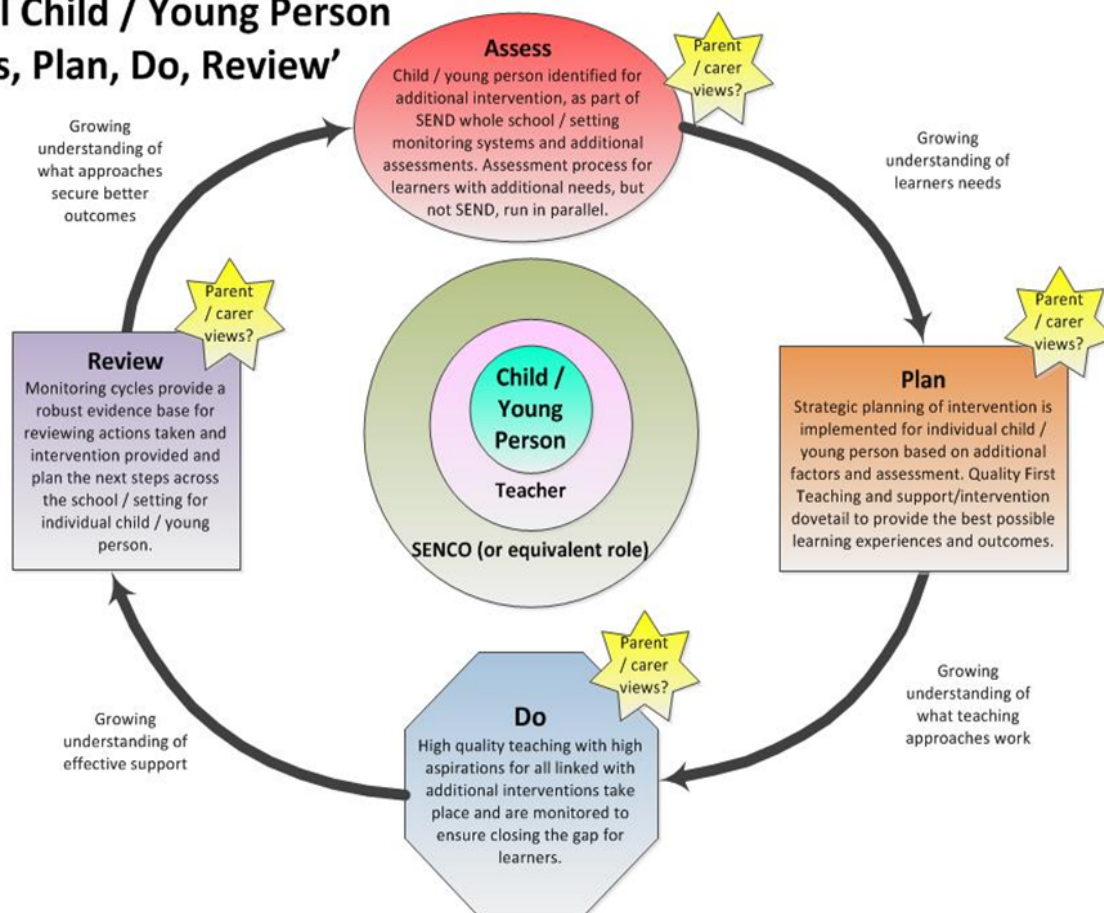 l Child / Young Person
s, Plan, Do, Review’
Assess
Child / young person identified for
additional intervention, as part of
SEND whole school / setting
monitoring systems and additional
assessments. Assessment process for
learners with additional needs, but
not SEND, run in parallel.
Parent
/ carer
views?
Growing
understanding of
learners needs
Parent
/ carer
views?
Plan
Strategic planning of intervention is
implemented for individual child /
young person based on additional
factors and assessment. Quality First
Teaching and support/intervention
dovetail to provide the best possible
learning experiences and outcomes.
Growing
understanding of
what teaching
approaches work
Parent
/ carer
views?
Do
High quality teaching with high
aspirations for all linked with
additional interventions take
place and are monitored to
ensure closing the gap for
learners.
Growing
understanding of
effective support
Parent
/ carer
views?
Review
Monitoring cycles provide a
robust evidence base for
reviewing actions taken and
intervention provided and
plan the next steps across
the school / setting for
individual child / young
person.
Growing
understanding of
what approaches
secure better
outcomes
Child /
Young
Person
Teacher
SENCO (or equivalent role)